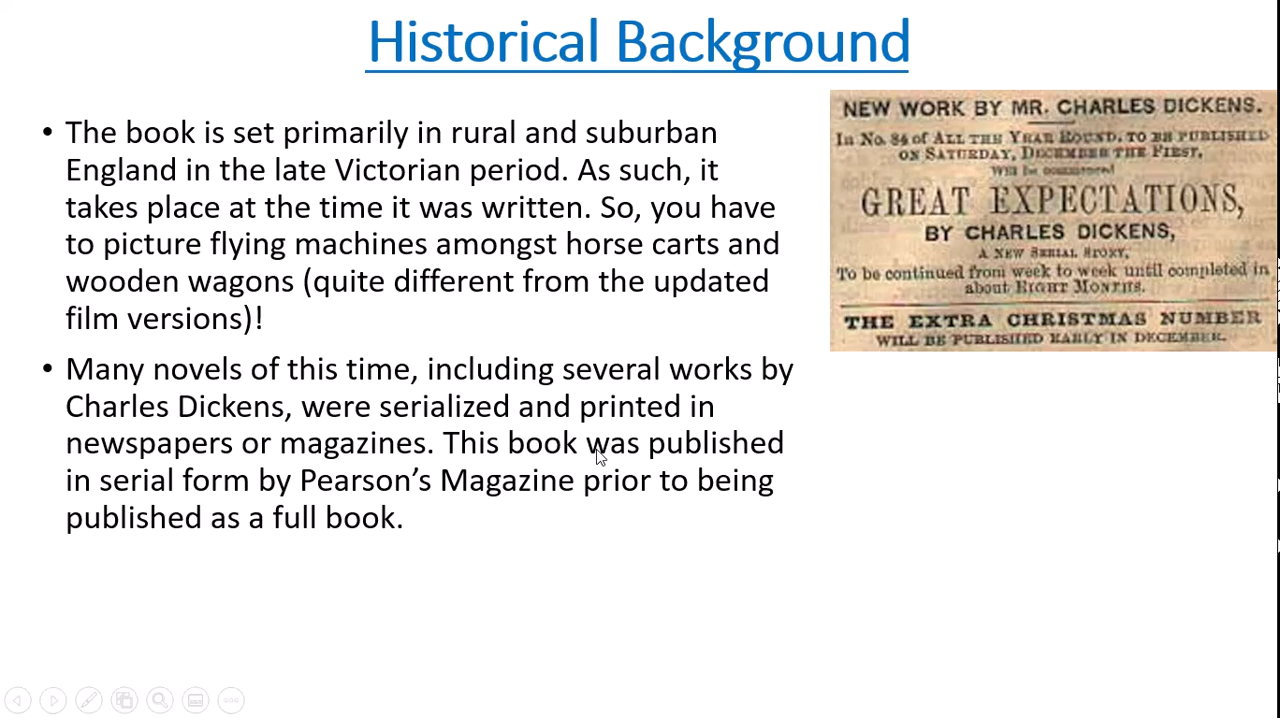 Historical Background
• The book is set primarily in rural and suburban
England in the late Victorian period. As such, it
takes place at the time it was written. So, you have
to picture flying machines amongst horse carts and
wooden wagons (quite different from the updated
film versions)!
• Many novels of this time, including several works by
Charles Dickens, were serialized and printed in
newspapers or magazines. This book was published
in serial form by Pearson’s Magazine prior to being
published as a full book.
NEW WORK BY MR. CHARLES DICKENS.
In No. 84 of ALL THE YEAR ROUND, TO BE PUBLISHED
ON SATURDAY, DECEMBER THE FIRST,
Will be commenced
GREAT EXPECTATIONS,
BY CHARLES DICKENS,
A NEW SERIAL STORY,
To be continued from week to week until completed in
about EIGHT MONTHS.
THE EXTRA CHRISTMAS NUMBER
WILL BE PUBLISHED EARLY IN DECEMBER.